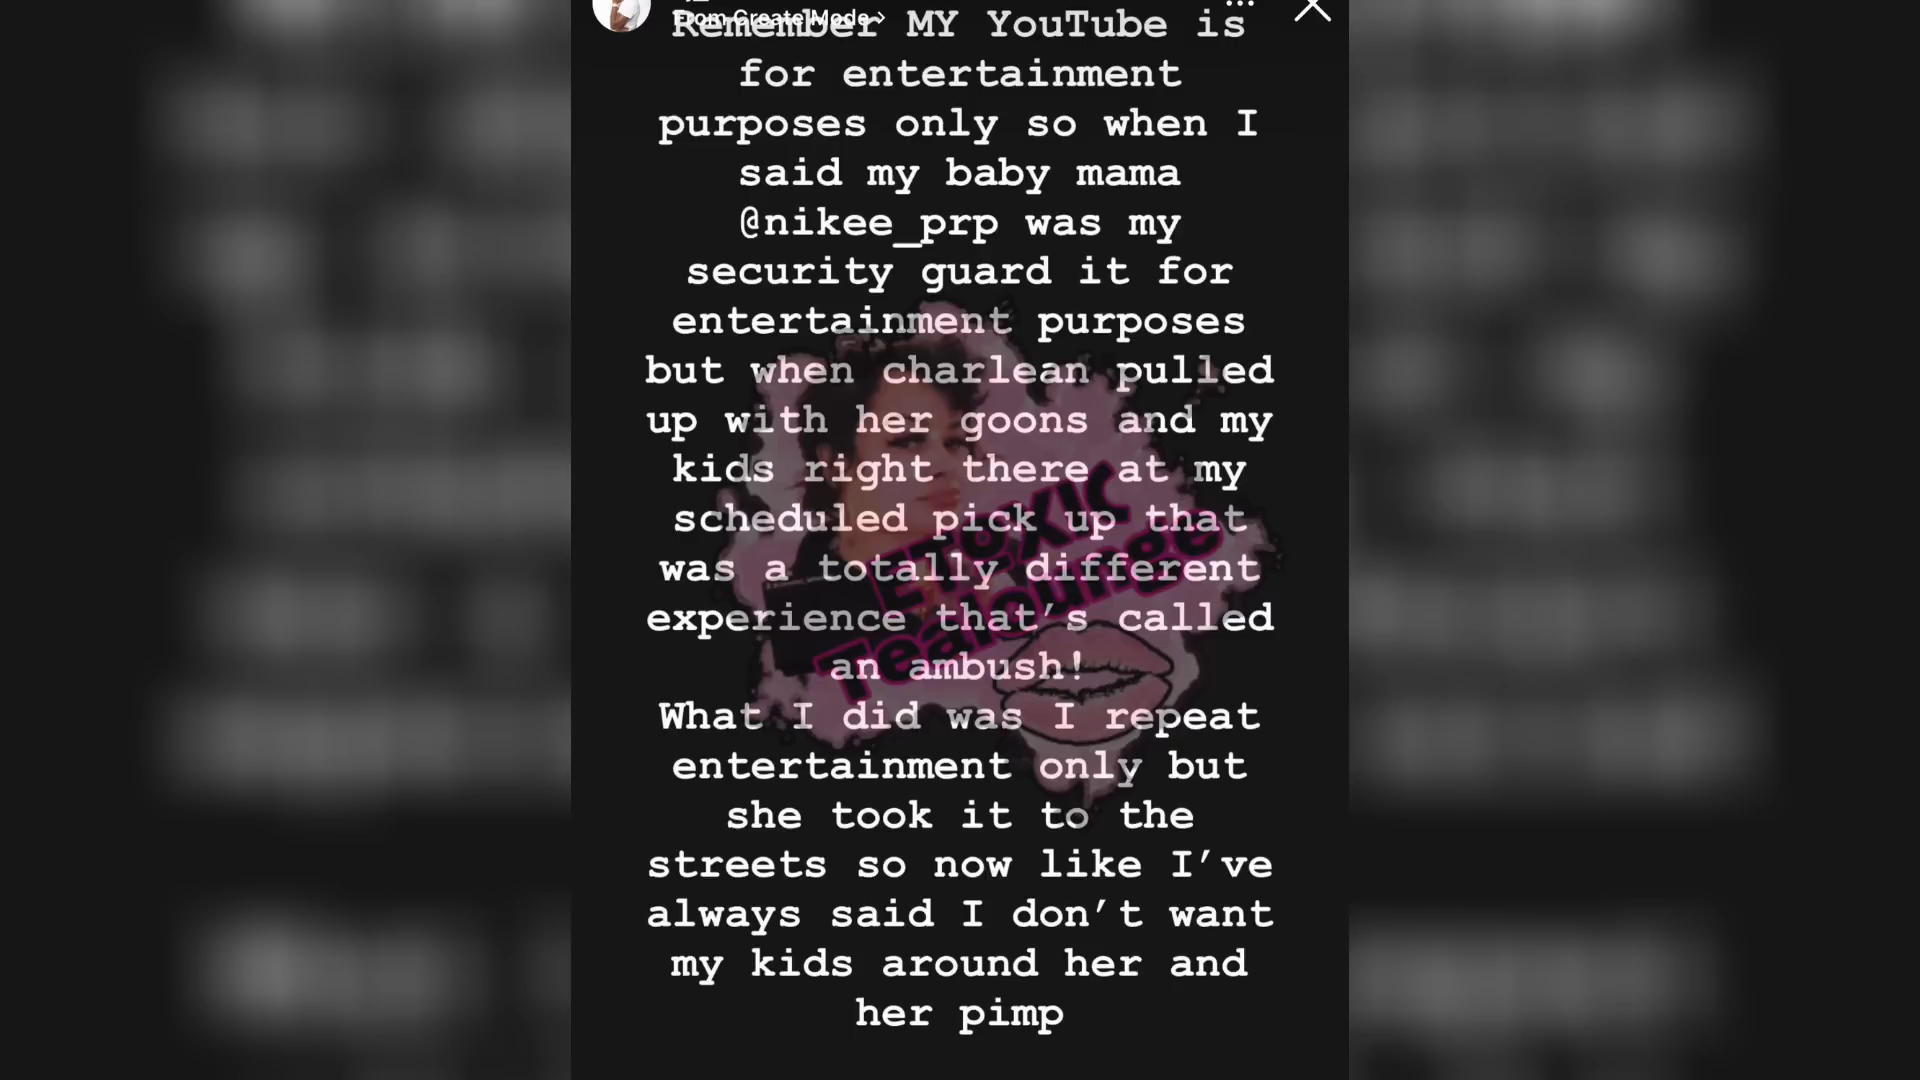 From Create Mode >
Remember MY YouTube is
for entertainment
purposes only so when I
said my baby mama
@nikee_prp was my
security guard it for
entertainment purposes
but when charlean pulled
up with her goons and my
kids right there at my
scheduled pick up that
was a totally different
experience that’s called
an ambush!
What I did was I repeat
entertainment only but
she took it to the
streets so now like I’ve
always said I don’t want
my kids around her and
her pimp
ETOXIC
Tealounge